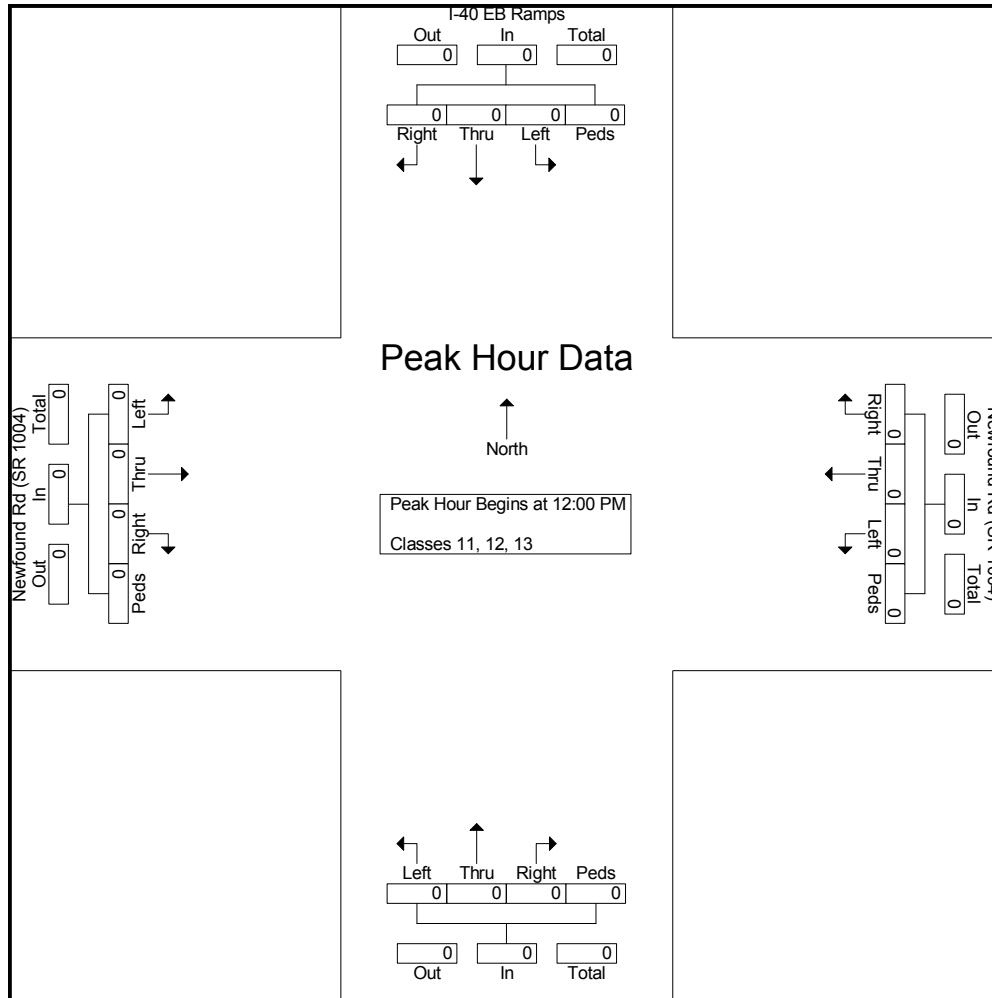 I-40 EB Ramps
Out In Total
0 0 0
0 0 0 0
Right Thru Left Peds
Peak Hour Data
North
Peak Hour Begins at 12:00 PM
Classes 11, 12, 13
Newfound Rd (SR 1004)
Out In Total
0 0 0
0 0 0 0
Peds Right Thru Left
Newfound Rd (SR 1004)
Out In Total
0 0 0
0 0 0 0
Right Thru Left Peds
Left Thru Right Peds
0 0 0 0
0 0 0
Out In Total